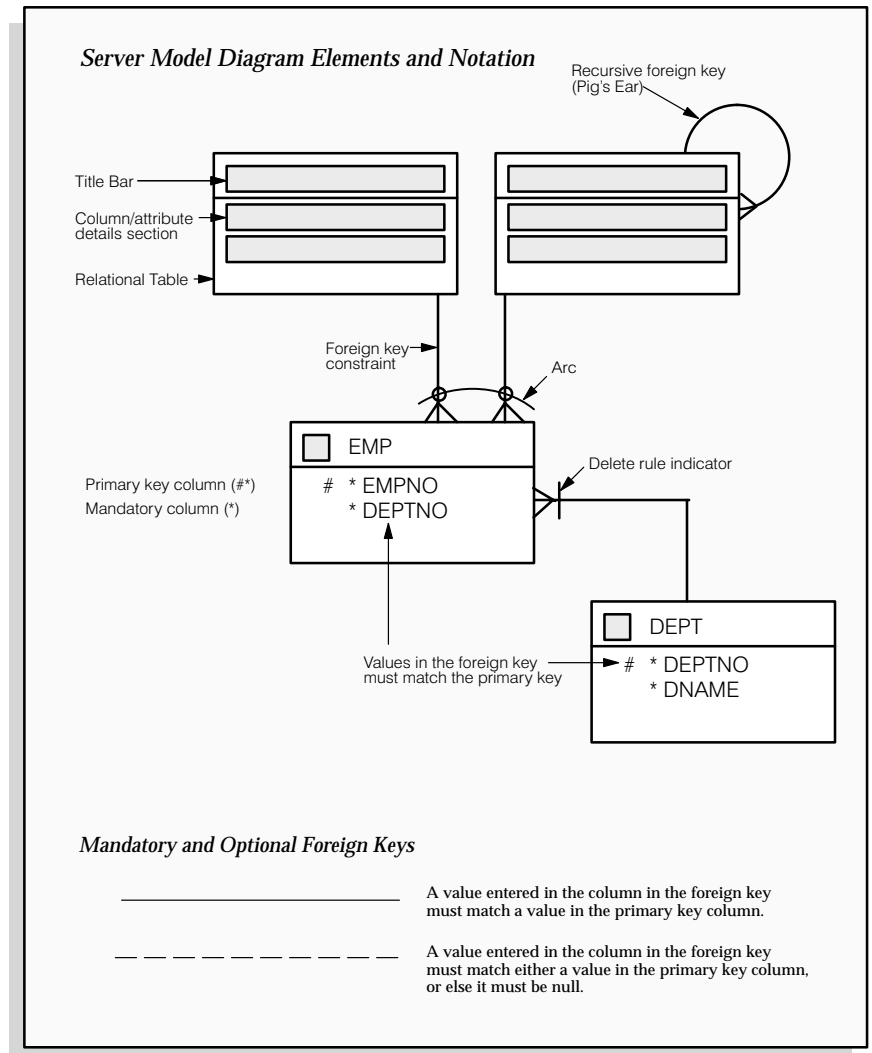 Server Model Diagram Elements and Notation
Recursive foreign key
(Pig's Ear)
Title Bar
Column/attribute
details section
Relational Table
Foreign key
constraint
Arc
EMP
Delete rule indicator
Primary key column (#*)
# * EMPNO
Mandatory column (*)
* DEPTNO
DEPT
Values in the foreign key
must match the primary key
# * DEPTNO
* DNAME
Mandatory and Optional Foreign Keys
A value entered in the column in the foreign key
must match a value in the primary key column.
A value entered in the column in the foreign key
must match either a value in the primary key column,
or else it must be null.